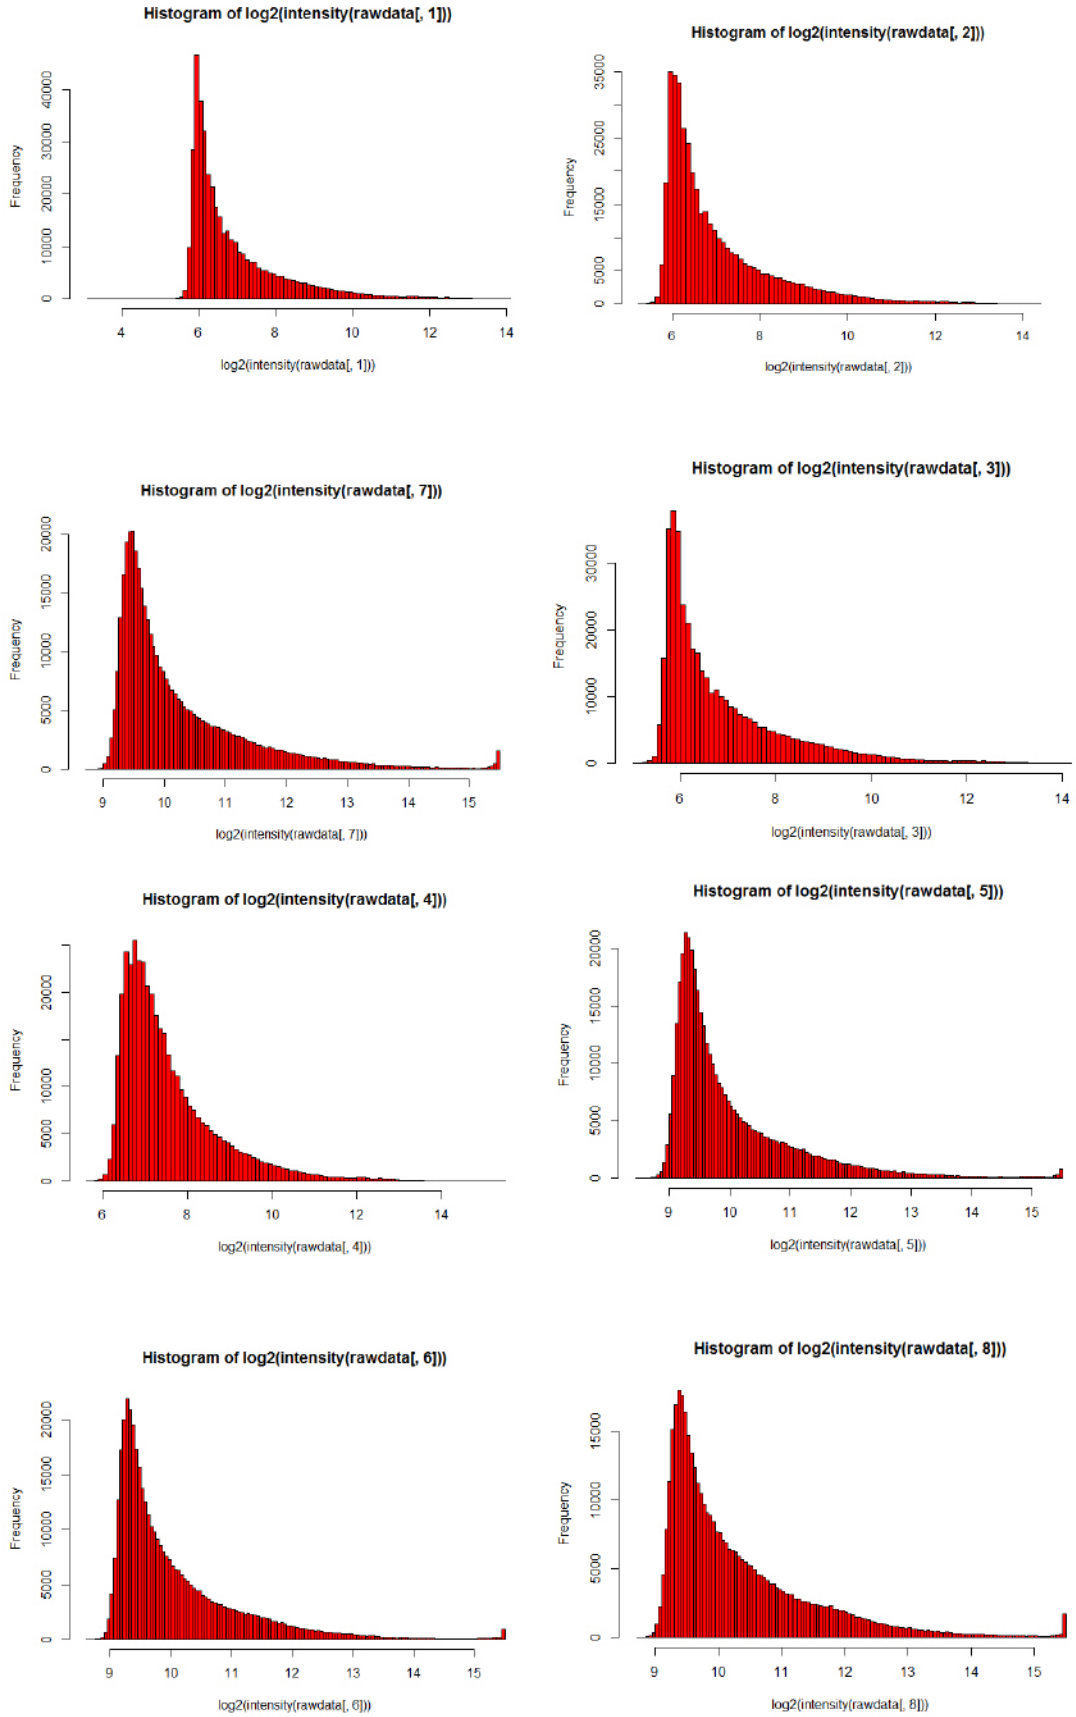 Histogram of log2(intensity(rawdata[, 1]))
Frequency
0
10000
20000
30000
40000
4 6 8 10 12 14
log2(intensity(rawdata[, 1]))
Histogram of log2(intensity(rawdata[, 2]))
Frequency
0
5000
15000
25000
35000
6 8 10 12 14
log2(intensity(rawdata[, 2]))
Histogram of log2(intensity(rawdata[, 7]))
Frequency
0
5000
10000
15000
20000
9 10 11 12 13 14 15
log2(intensity(rawdata[, 7]))
Histogram of log2(intensity(rawdata[, 3]))
Frequency
0
10000
20000
30000
6 8 10 12 14
log2(intensity(rawdata[, 3]))
Histogram of log2(intensity(rawdata[, 4]))
Frequency
0
5000
10000
20000
6 8 10 12 14
log2(intensity(rawdata[, 4]))
Histogram of log2(intensity(rawdata[, 5]))
Frequency
0
5000
10000
15000
20000
9 10 11 12 13 14 15
log2(intensity(rawdata[, 5]))
Histogram of log2(intensity(rawdata[, 6]))
Frequency
0
5000
10000
15000
20000
9 10 11 12 13 14 15
log2(intensity(rawdata[, 6]))
Histogram of log2(intensity(rawdata[, 8]))
Frequency
0
5000
10000
15000
9 10 11 12 13 14 15
log2(intensity(rawdata[, 8]))